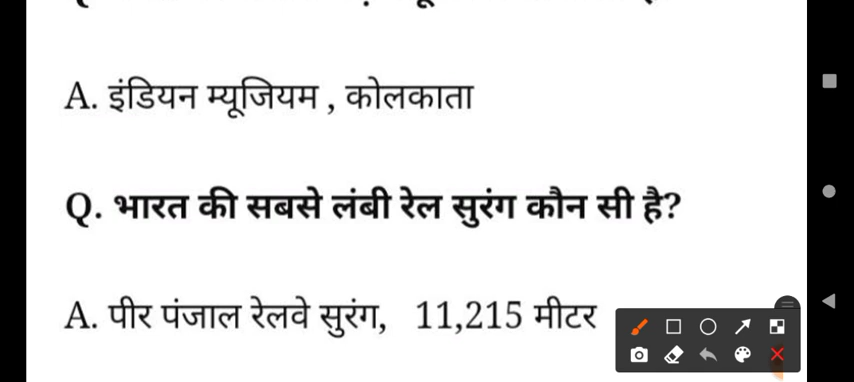 A. इंडियन म्यूजियम , कोलकाता
Q. भारत की सबसे लंबी रेल सुरंग कौन सी है?
A. पीर पंजाल रेलवे सुरंग, 11,215 मीटर